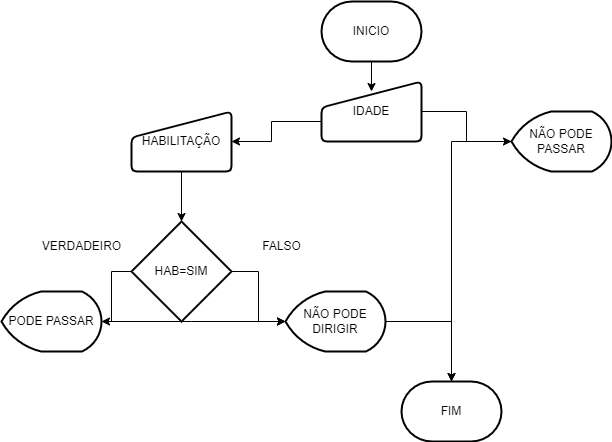 INICIO
IDADE
NÃO PODE
PASSAR
HABILITAÇÃO
VERDADEIRO
FALSO
HAB=SIM
PODE PASSAR
NÃO PODE
DIRIGIR
FIM